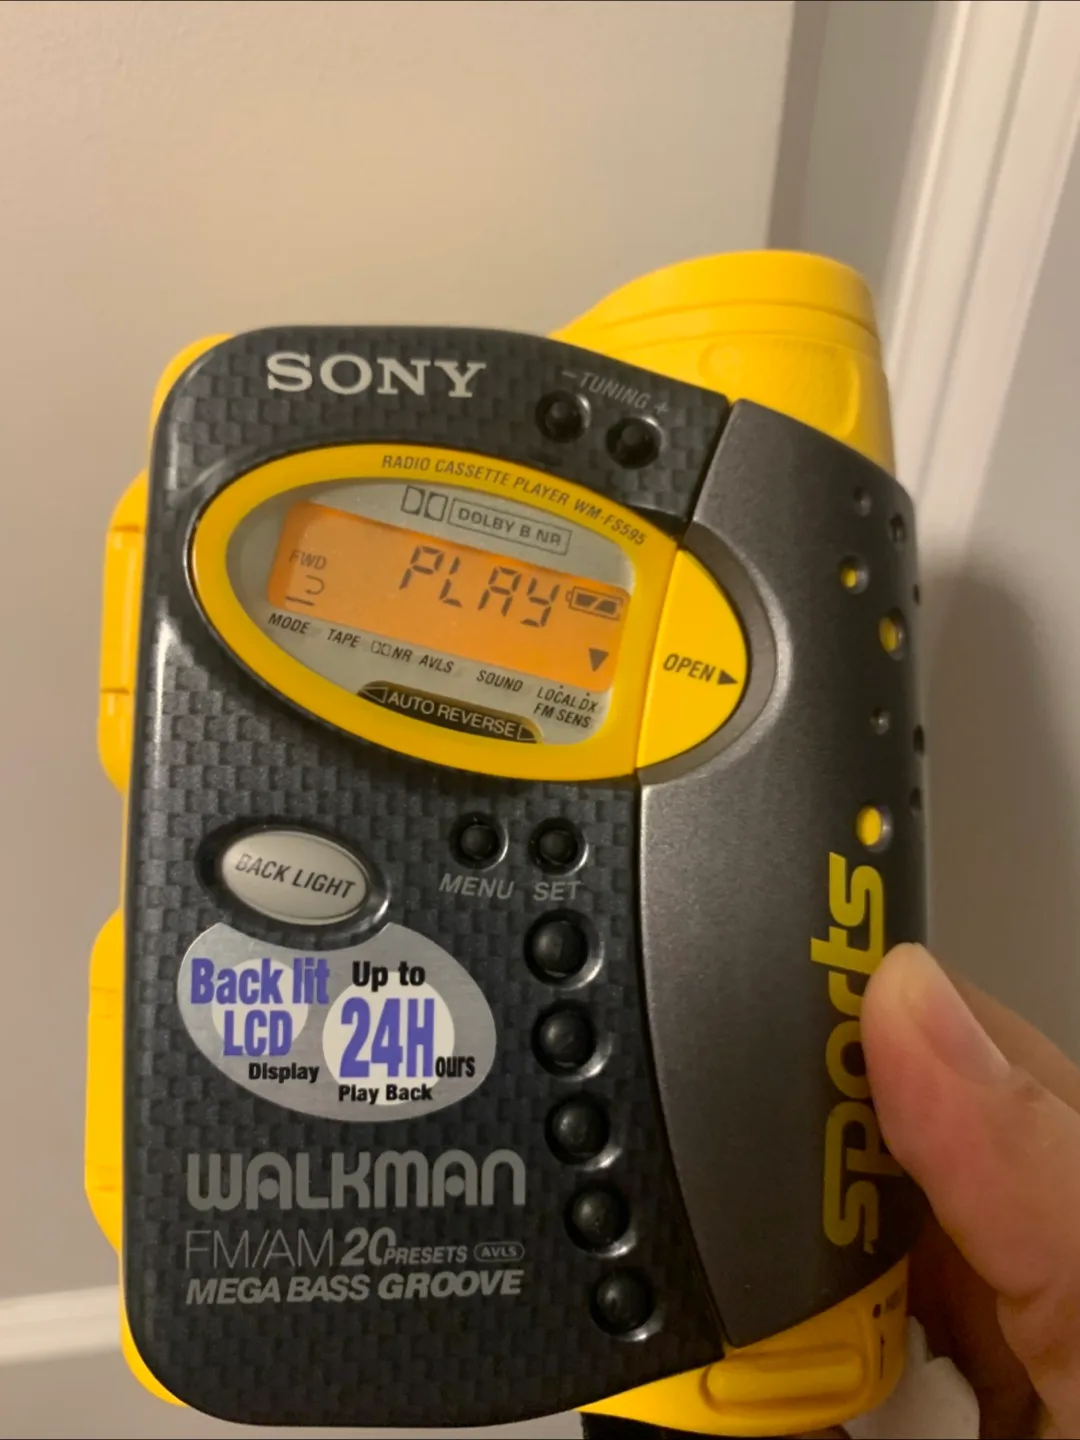 SONY
− TUNING +
RADIO CASSETTE PLAYER WM-FS595
DOLBY B NR
FWD
PLAY
MODE TAPE NR AVLS SOUND LOCAL DX
FM SENS
AUTO REVERSE
OPEN
BACK LIGHT
MENU SET
Back lit
LCD
Display
Up to
24Hours
Play Back
sports
WALKMAN
FM/AM 20 PRESETS AVLS
MEGA BASS GROOVE